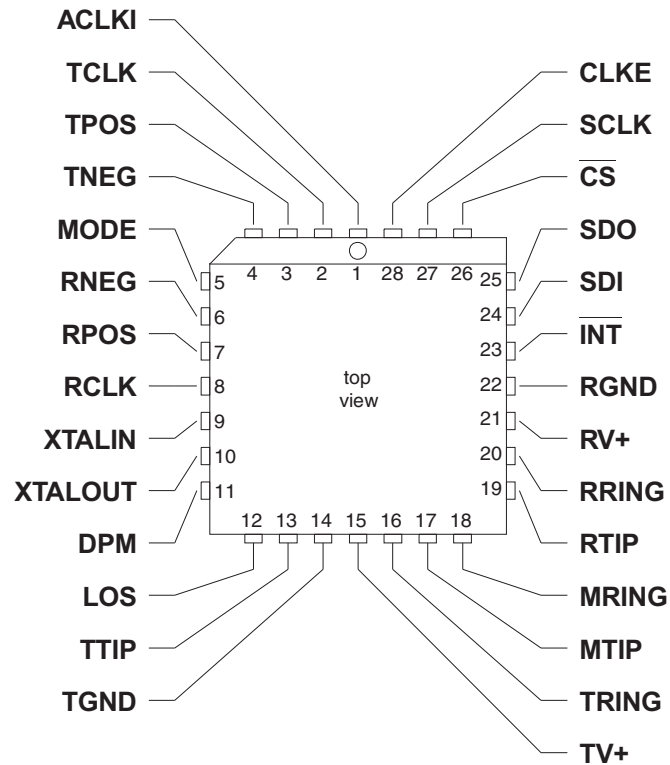 ACLKI
TCLK
TPOS
TNEG
MODE
RNEG
RPOS
RCLK
XTALIN
XTALOUT
DPM
LOS
TTIP
TGND
CLKE
SCLK
C̅S̅
SDO
SDI
I̅N̅T̅
RGND
RV+
RRING
RTIP
MRING
MTIP
TRING
TV+
4 3 2 1 28 27 26
5
6
7
8
9
10
11
25
24
23
22
21
20
19
top
view
12 13 14 15 16 17 18